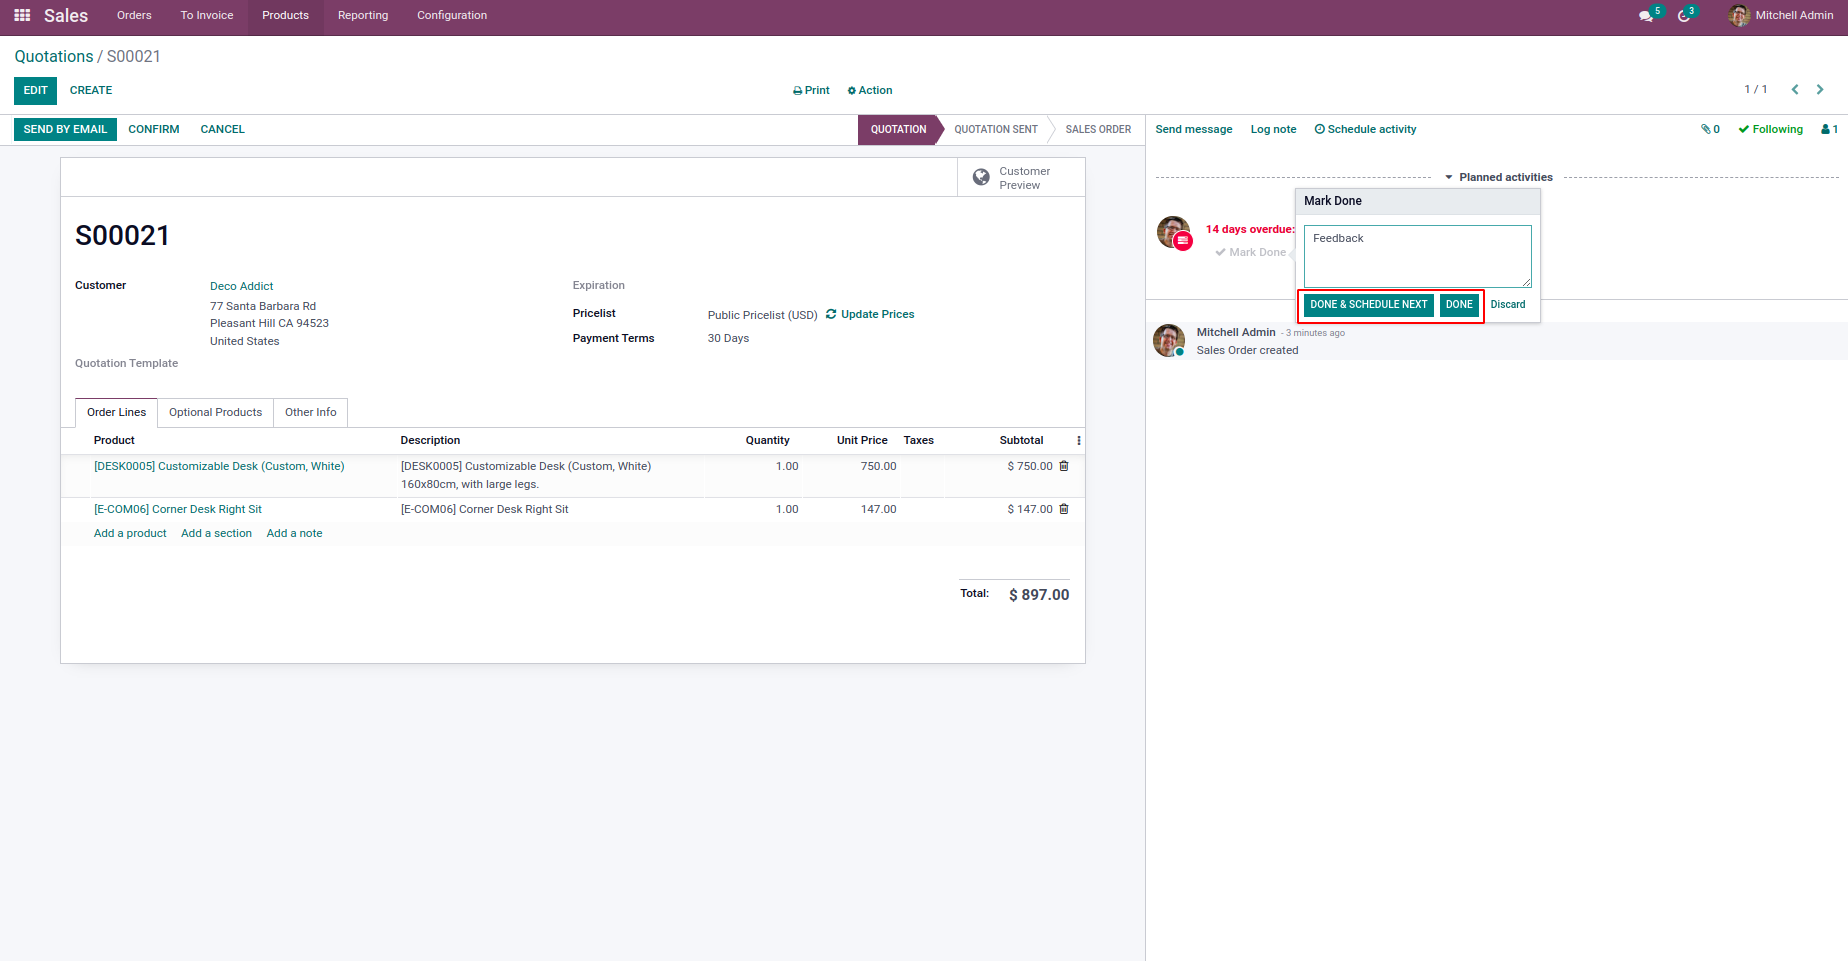 Sales Orders To Invoice Products Reporting Configuration 5 3 Mitchell Admin
Quotations / S00021
EDIT CREATE Print Action 1 / 1
SEND BY EMAIL CONFIRM CANCEL QUOTATION QUOTATION SENT SALES ORDER
Customer
Preview
S00021
Customer Deco Addict
77 Santa Barbara Rd
Pleasant Hill CA 94523
United States
Quotation Template
Expiration
Pricelist Public Pricelist (USD) Update Prices
Payment Terms 30 Days
Order Lines Optional Products Other Info
Product Description Quantity Unit Price Taxes Subtotal
[DESK0005] Customizable Desk (Custom, White) [DESK0005] Customizable Desk (Custom, White) 1.00 750.00 $ 750.00
160x80cm, with large legs.
[E-COM06] Corner Desk Right Sit [E-COM06] Corner Desk Right Sit 1.00 147.00 $ 147.00
Add a product Add a section Add a note
Total: $ 897.00
Send message Log note Schedule activity 0 Following 1
Planned activities
14 days overdue:
Mark Done
Mark Done
Feedback
DONE & SCHEDULE NEXT DONE Discard
Mitchell Admin - 3 minutes ago
Sales Order created